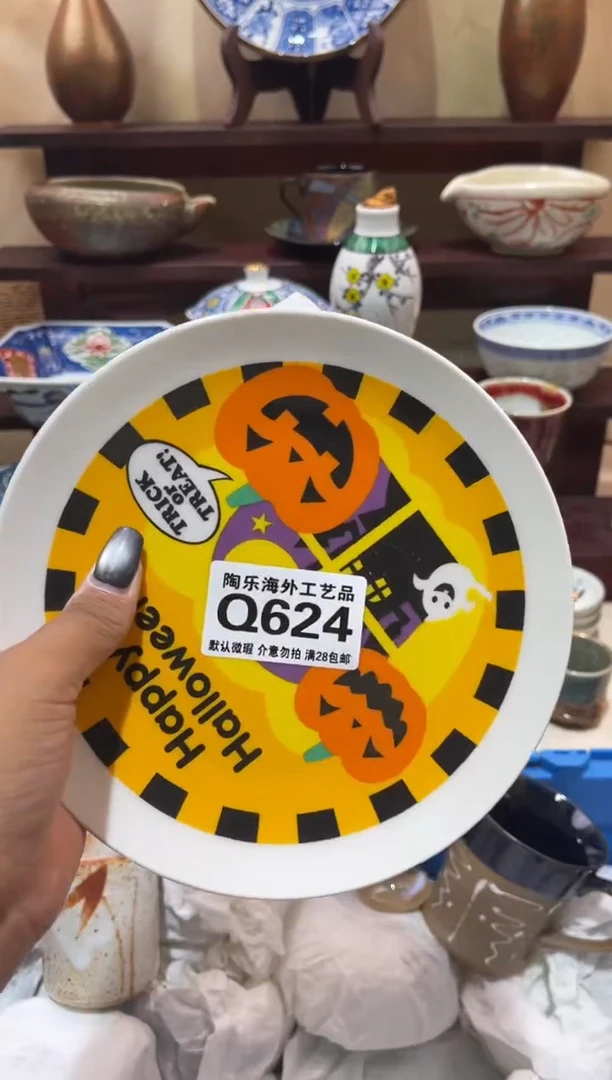 TRICK
or
TREAT!
陶乐海外工艺品
Q624
默认微瑕 介意勿拍 满28包邮
Happy
Halloween